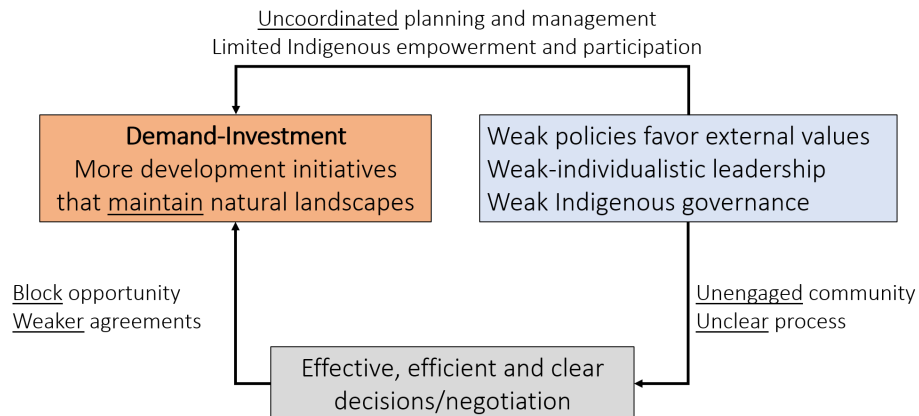 Uncoordinated planning and management
Limited Indigenous empowerment and participation
Demand-Investment
More development initiatives
that maintain natural landscapes
Weak policies favor external values
Weak-individualistic leadership
Weak Indigenous governance
Block opportunity
Weaker agreements
Unengaged community
Unclear process
Effective, efficient and clear
decisions/negotiation